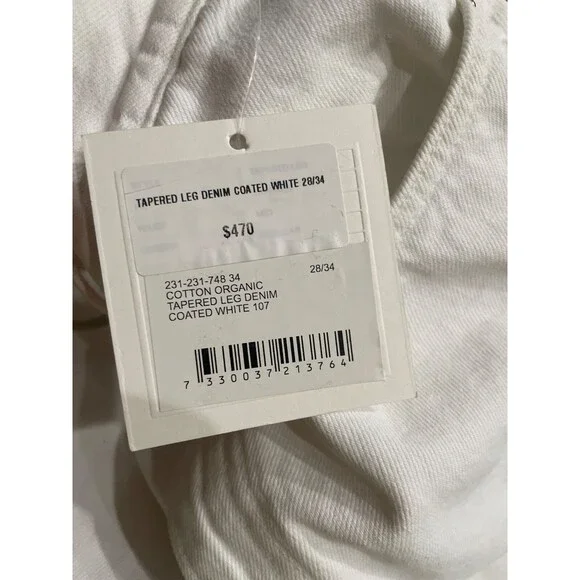 TAPERED LEG DENIM COATED WHITE 28/34
$470
231-231-748 34 28/34
COTTON ORGANIC
TAPERED LEG DENIM
COATED WHITE 107
7 330037 213764